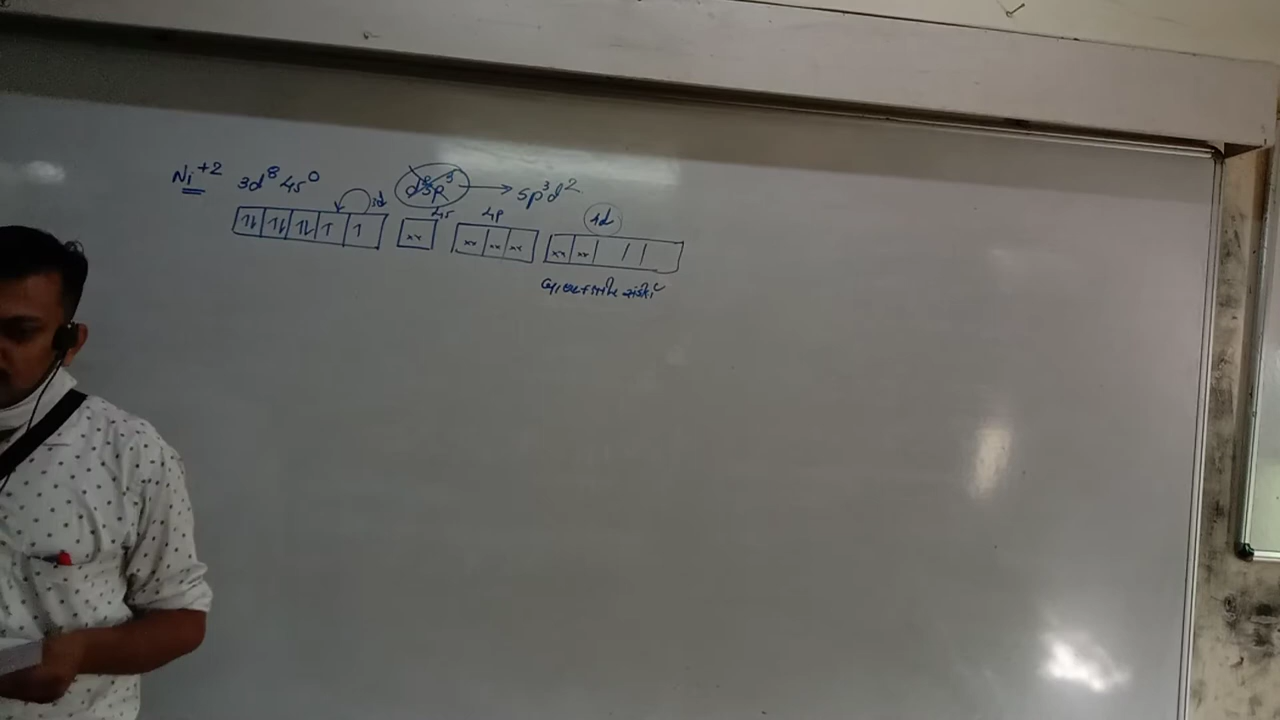 Ni⁺² 3d⁸ 4s⁰ d²sp³ → sp³d²
3d 4s 4p 4d
↑↓ ↑↓ ↑↓ ↑ ↑ ×× ×× ×× ×× ×× ××